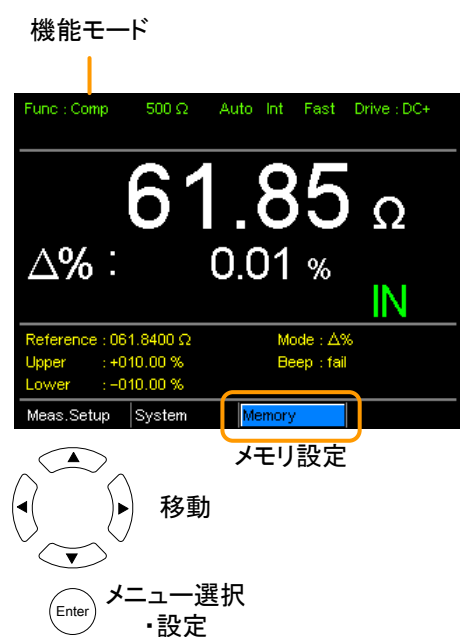 機能モード
Func : Comp 500 Ω Auto Int Fast Drive : DC+
61.85 Ω
Δ% : 0.01 %
IN
Reference : 061.8400 Ω Mode : Δ%
Upper : +010.00 % Beep : fail
Lower : -010.00 %
Meas.Setup System Memory
メモリ設定
移動
Enter
メニュー選択
・設定